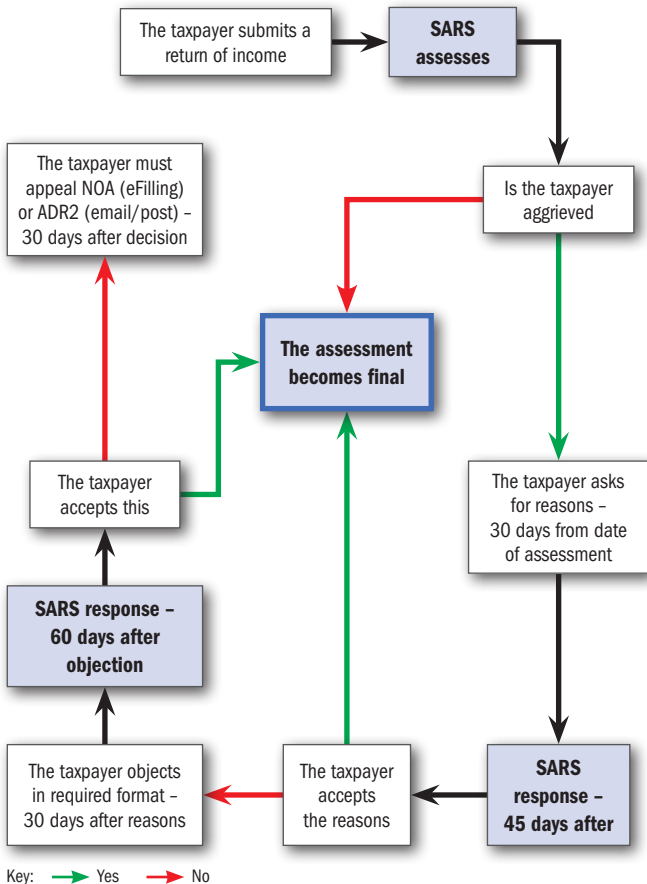 The taxpayer submits a
return of income
SARS
assesses
Is the taxpayer
aggrieved
The taxpayer must
appeal NOA (eFilling)
or ADR2 (email/post) –
30 days after decision
The assessment
becomes final
The taxpayer
accepts this
The taxpayer asks
for reasons –
30 days from date
of assessment
SARS response –
60 days after
objection
The taxpayer objects
in required format –
30 days after reasons
The taxpayer
accepts
the reasons
SARS
response –
45 days after
Key: Yes No